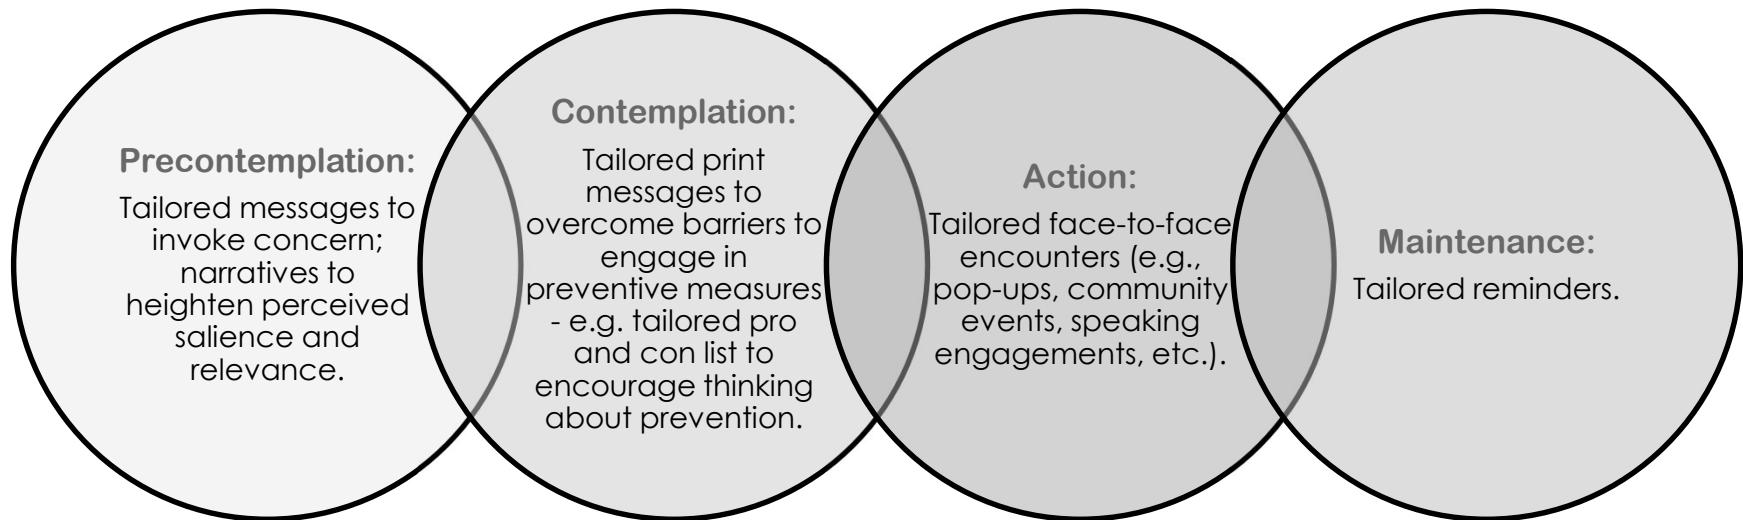 Precontemplation:
Tailored messages to
invoke concern;
narratives to
heighten perceived
salience and
relevance.
Contemplation:
Tailored print
messages to
overcome barriers to
engage in
preventive measures
- e.g. tailored pro
and con list to
encourage thinking
about prevention.
Action:
Tailored face-to-face
encounters (e.g.,
pop-ups, community
events, speaking
engagements, etc.).
Maintenance:
Tailored reminders.